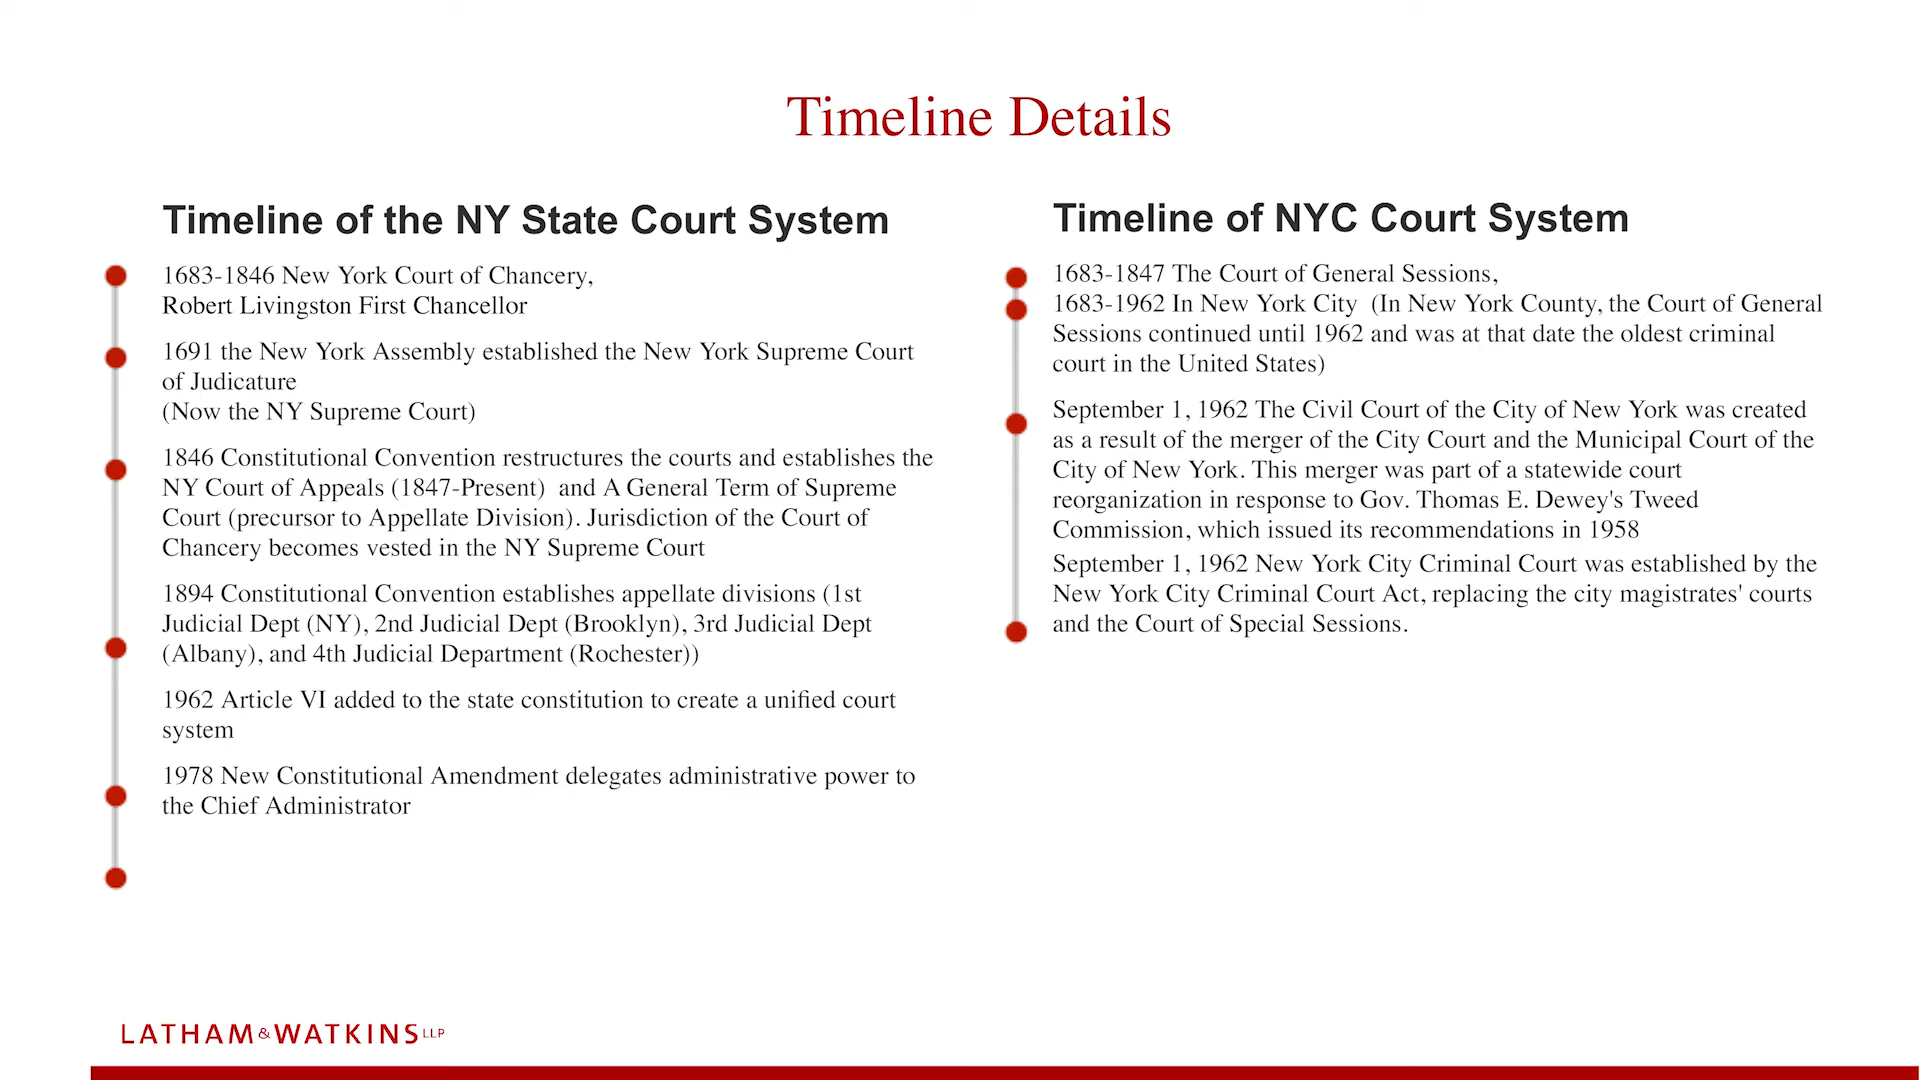 Timeline Details
Timeline of the NY State Court System
1683-1846 New York Court of Chancery,
Robert Livingston First Chancellor
1691 the New York Assembly established the New York Supreme Court
of Judicature
(Now the NY Supreme Court)
1846 Constitutional Convention restructures the courts and establishes the
NY Court of Appeals (1847-Present)  and A General Term of Supreme
Court (precursor to Appellate Division). Jurisdiction of the Court of
Chancery becomes vested in the NY Supreme Court
1894 Constitutional Convention establishes appellate divisions (1st
Judicial Dept (NY), 2nd Judicial Dept (Brooklyn), 3rd Judicial Dept
(Albany), and 4th Judicial Department (Rochester))
1962 Article VI added to the state constitution to create a unified court
system
1978 New Constitutional Amendment delegates administrative power to
the Chief Administrator
Timeline of NYC Court System
1683-1847 The Court of General Sessions,
1683-1962 In New York City  (In New York County, the Court of General
Sessions continued until 1962 and was at that date the oldest criminal
court in the United States)
September 1, 1962 The Civil Court of the City of New York was created
as a result of the merger of the City Court and the Municipal Court of the
City of New York. This merger was part of a statewide court
reorganization in response to Gov. Thomas E. Dewey's Tweed
Commission, which issued its recommendations in 1958
September 1, 1962 New York City Criminal Court was established by the
New York City Criminal Court Act, replacing the city magistrates' courts
and the Court of Special Sessions.
LATHAM&WATKINS LLP